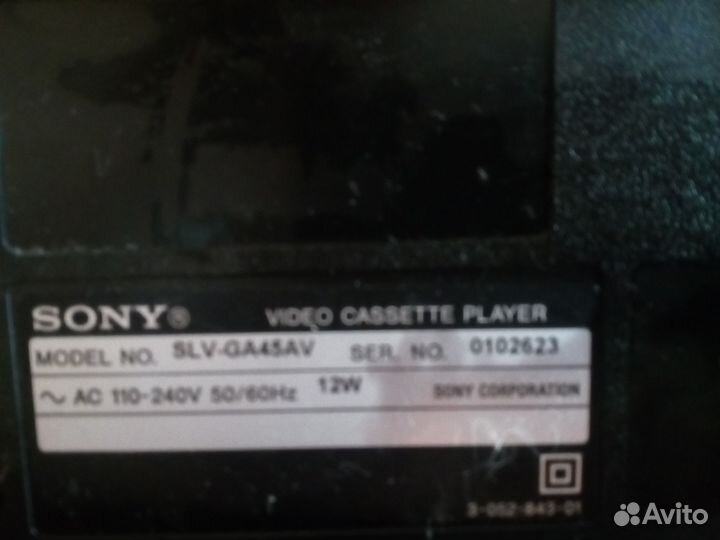 SONY® VIDEO CASSETTE PLAYER
MODEL NO. SLV-GA45AV SER. NO. 0102623
~ AC 110-240V 50/60Hz 12W SONY CORPORATION
3-052-843-01
Avito